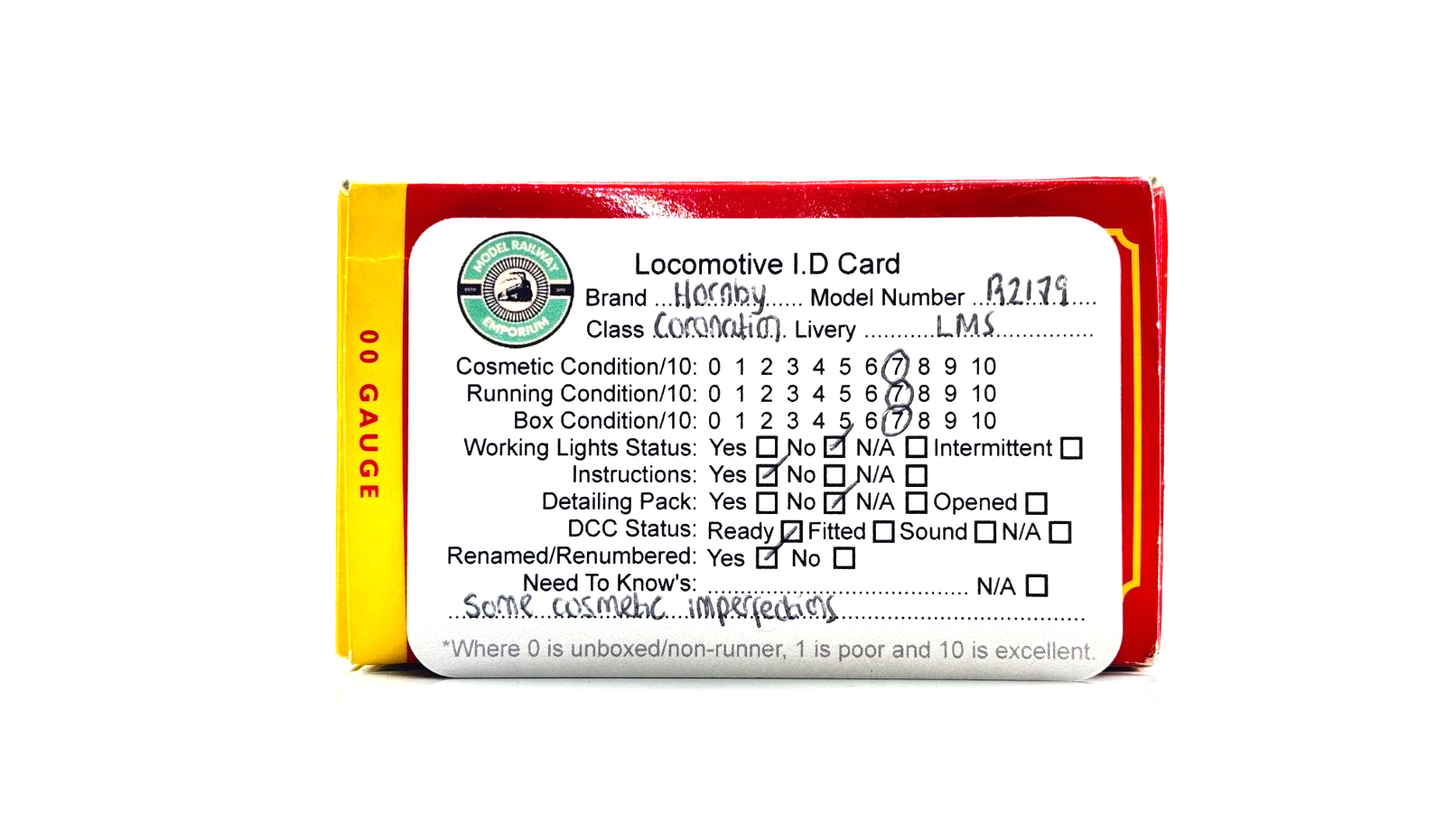 OO GAUGE
MODEL RAILWAY
ESTD 2012
EMPORIUM
Locomotive I.D Card
Brand ...Hornby...... Model Number ...R2179....
Class .Coronation. Livery ...........LMS...............
Cosmetic Condition/10: 0 1 2 3 4 5 6 7 8 9 10
Running Condition/10: 0 1 2 3 4 5 6 7 8 9 10
Box Condition/10: 0 1 2 3 4 5 6 7 8 9 10
Working Lights Status: Yes ☐ No ☑ N/A ☐ Intermittent ☐
Instructions: Yes ☑ No ☐ N/A ☐
Detailing Pack: Yes ☐ No ☑ N/A ☐ Opened ☐
DCC Status: Ready ☑ Fitted ☐ Sound ☐ N/A ☐
Renamed/Renumbered: Yes ☑ No ☐
Need To Know's: .................................... N/A ☐
Some cosmetic imperfections
*Where 0 is unboxed/non-runner, 1 is poor and 10 is excellent.